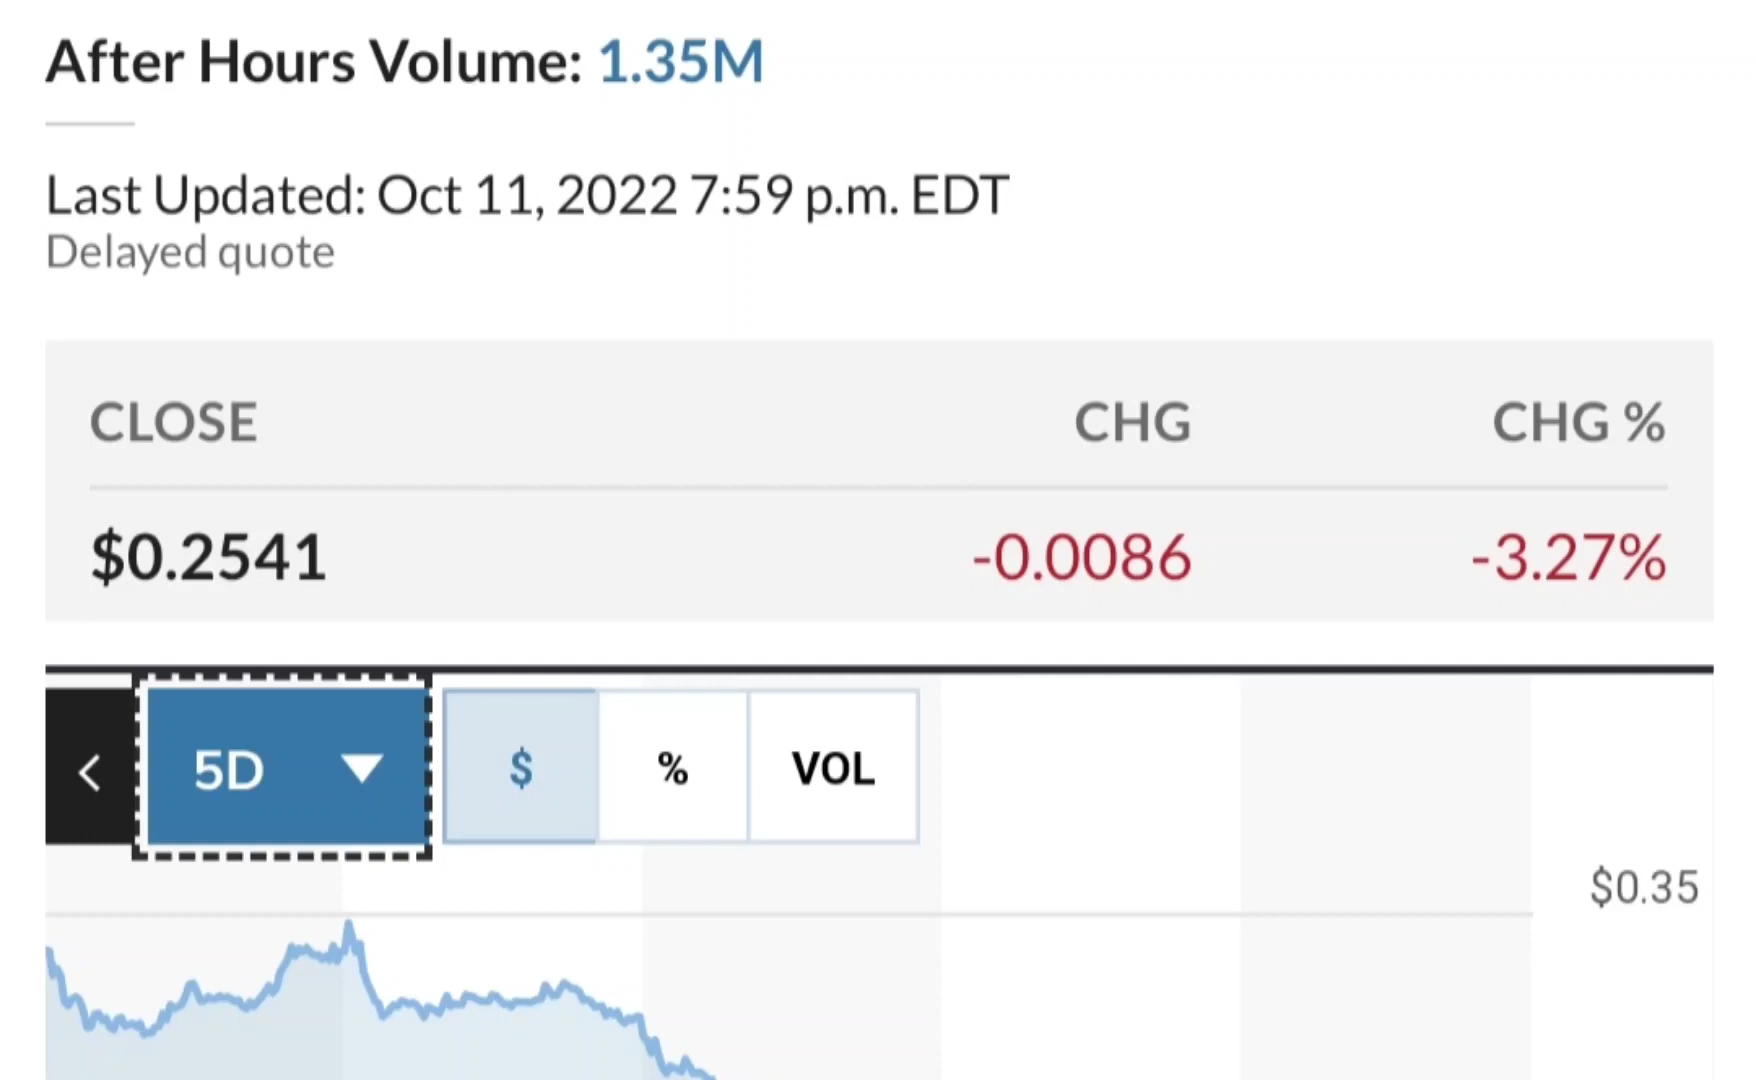 After Hours Volume: 1.35M
Last Updated: Oct 11, 2022 7:59 p.m. EDT
Delayed quote
CLOSE CHG CHG %
$0.2541 -0.0086 -3.27%
5D $ % VOL
$0.35